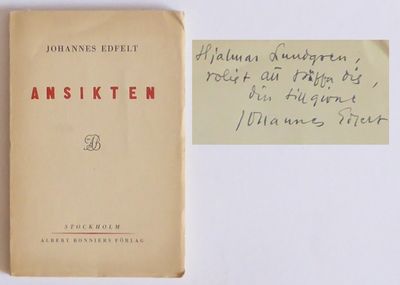 JOHANNES EDFELT
ANSIKTEN
STOCKHOLM
ALBERT BONNIERS FÖRLAG
Hjalmar Lundgren,
roligt att träffa dig,
din tillgivne
Johannes Edfelt